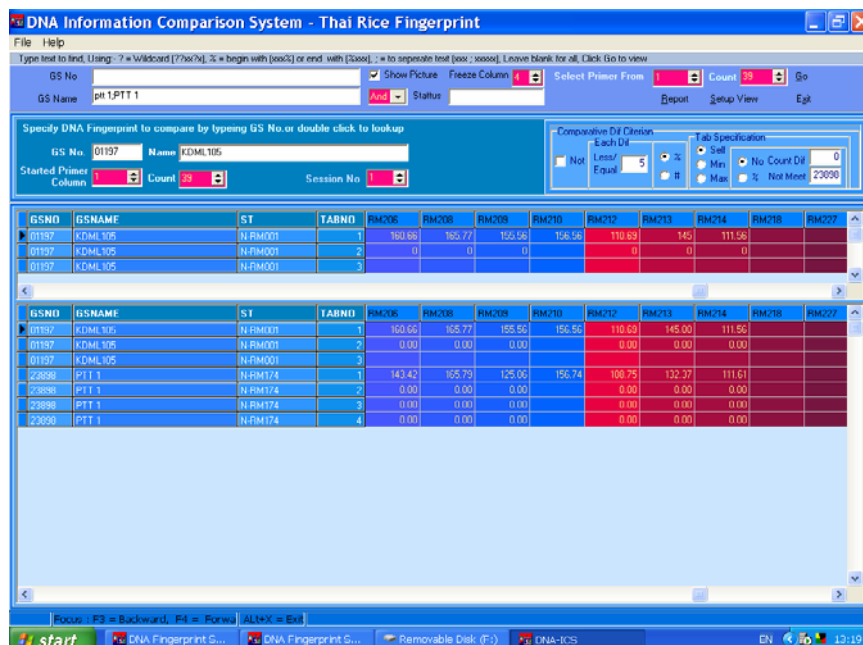 DNA Information Comparison System - Thai Rice Fingerprint
File Help
Type text to find, Using:- ? = Wildcard [??xx?x], % = begin with [xxx%] or end with [%xxx], ; = to seperate text [xxx ; xxxxx], Leave blank for all, Click Go to view
GS No Show Picture Freeze Column 4 Select Primer From 1 Count 39 Go
GS Name ptt 1;PTT 1 And Stattus Report Setup View Exit
Specify DNA Fingerprint to compare by typeing GS No.or double click to lookup
GS No. 01197 Name KDML105
Started Primer Column 1 Count 39 Session No 1
Comparative Dif Citerian
Each Dif
Not Less/ Equal 5 % #
Tab Specification
Sell Min Max
No Count Dif 0
% Not Meet 23898
GSNO GSNAME ST TABNO RM206 RM208 RM209 RM210 RM212 RM213 RM214 RM218 RM227
01197 KDML105 N-RM001 1 160.66 165.77 155.56 156.56 110.69 145 111.56
01197 KDML105 N-RM001 2 0 0 0 0 0 0
01197 KDML105 N-RM001 3
GSNO GSNAME ST TABNO RM206 RM208 RM209 RM210 RM212 RM213 RM214 RM218 RM227
01197 KDML105 N-RM001 1 160.66 165.77 155.56 156.56 110.69 145.00 111.56
01197 KDML105 N-RM001 2 0.00 0.00 0.00 0.00 0.00 0.00
01197 KDML105 N-RM001 3
23898 PTT 1 N-RM174 1 143.42 165.79 125.06 156.74 108.75 132.37 111.61
23898 PTT 1 N-RM174 2 0.00 0.00 0.00 0.00 0.00 0.00
23898 PTT 1 N-RM174 3 0.00 0.00 0.00 0.00 0.00 0.00
23898 PTT 1 N-RM174 4 0.00 0.00 0.00 0.00 0.00 0.00
Focus : F3 = Backward, F4 = Forwa ALt+X = Exit
start DNA Fingerprint S... DNA Fingerprint S... Removable Disk (F:) DNA-ICS EN 13:19